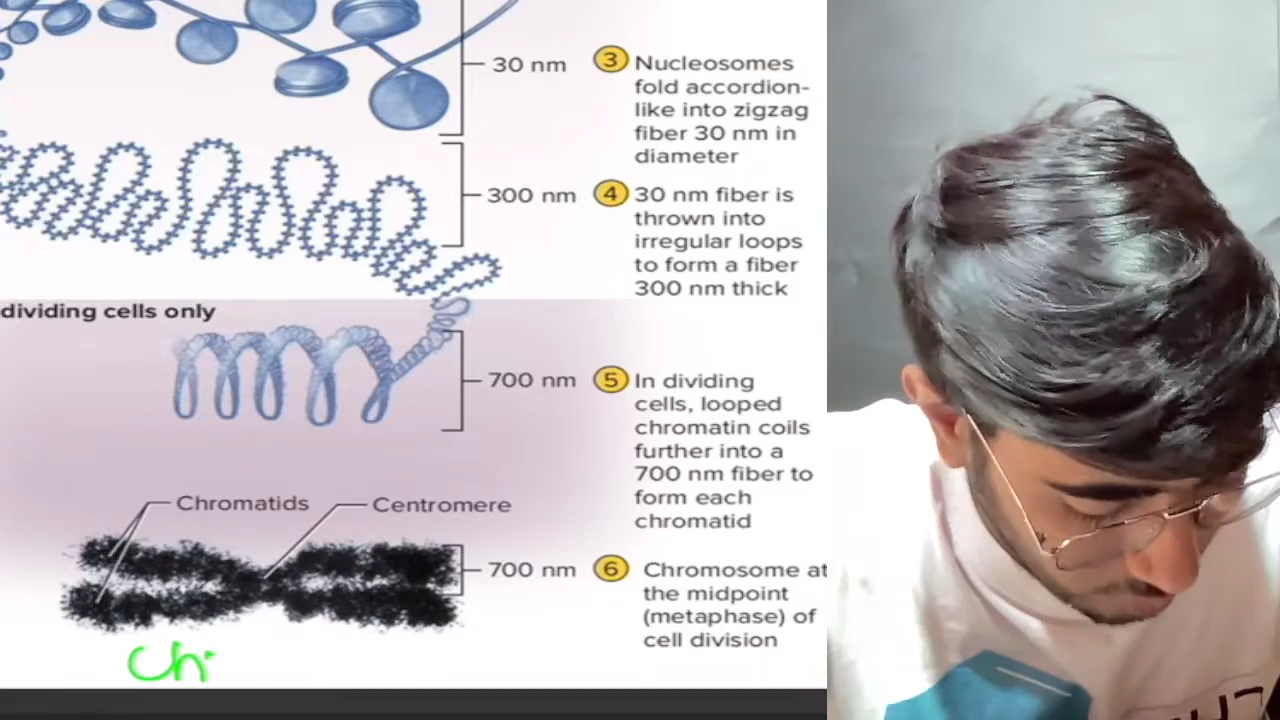 30 nm
3 Nucleosomes
fold accordion-
like into zigzag
fiber 30 nm in
diameter
300 nm
4 30 nm fiber is
thrown into
irregular loops
to form a fiber
300 nm thick
dividing cells only
700 nm
5 In dividing
cells, looped
chromatin coils
further into a
700 nm fiber to
form each
chromatid
Chromatids
Centromere
700 nm
6 Chromosome at
the midpoint
(metaphase) of
cell division
Ch